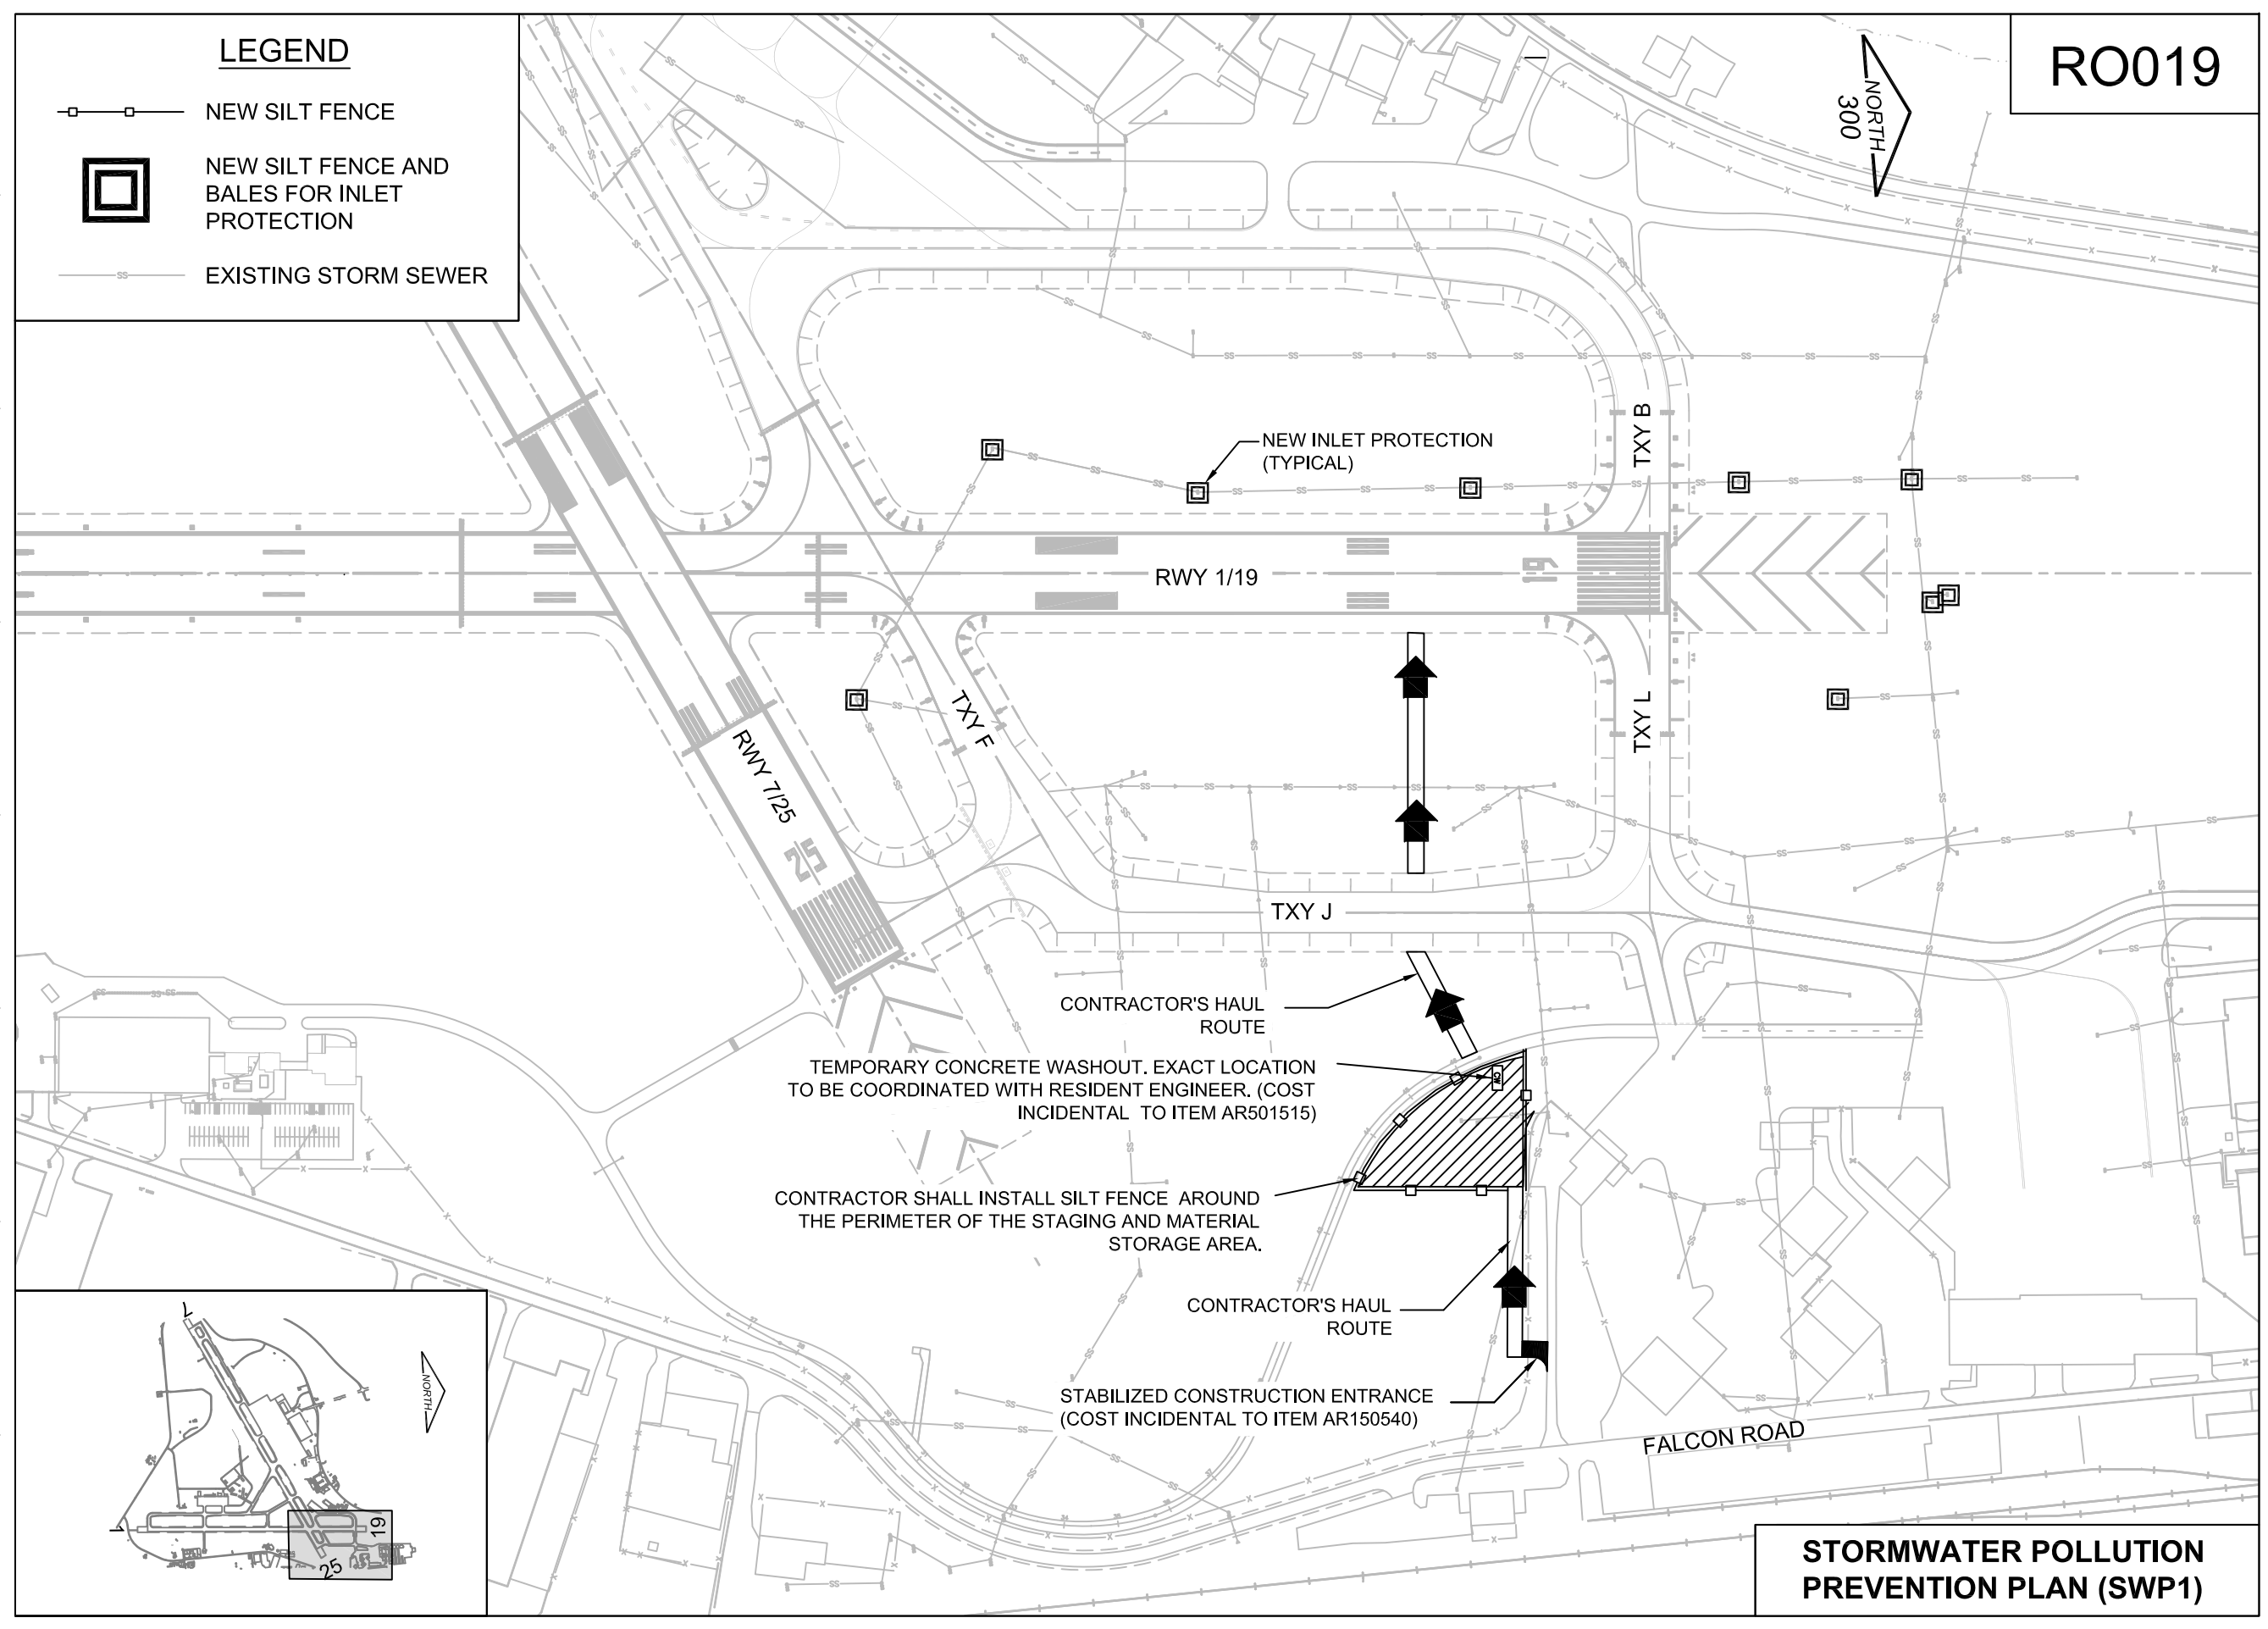 LEGEND
NEW SILT FENCE
NEW SILT FENCE AND
BALES FOR INLET
PROTECTION
SS
EXISTING STORM SEWER
RO019
NORTH
300
NEW INLET PROTECTION
(TYPICAL)
TXY B
RWY 1/19
19
TXY F
TXY L
RWY 7/25
25
TXY J
CONTRACTOR'S HAUL
ROUTE
TEMPORARY CONCRETE WASHOUT. EXACT LOCATION
TO BE COORDINATED WITH RESIDENT ENGINEER. (COST
INCIDENTAL TO ITEM AR501515)
CW
CONTRACTOR SHALL INSTALL SILT FENCE AROUND
THE PERIMETER OF THE STAGING AND MATERIAL
STORAGE AREA.
CONTRACTOR'S HAUL
ROUTE
STABILIZED CONSTRUCTION ENTRANCE
(COST INCIDENTAL TO ITEM AR150540)
FALCON ROAD
7
NORTH
1
19
25
STORMWATER POLLUTION
PREVENTION PLAN (SWP1)